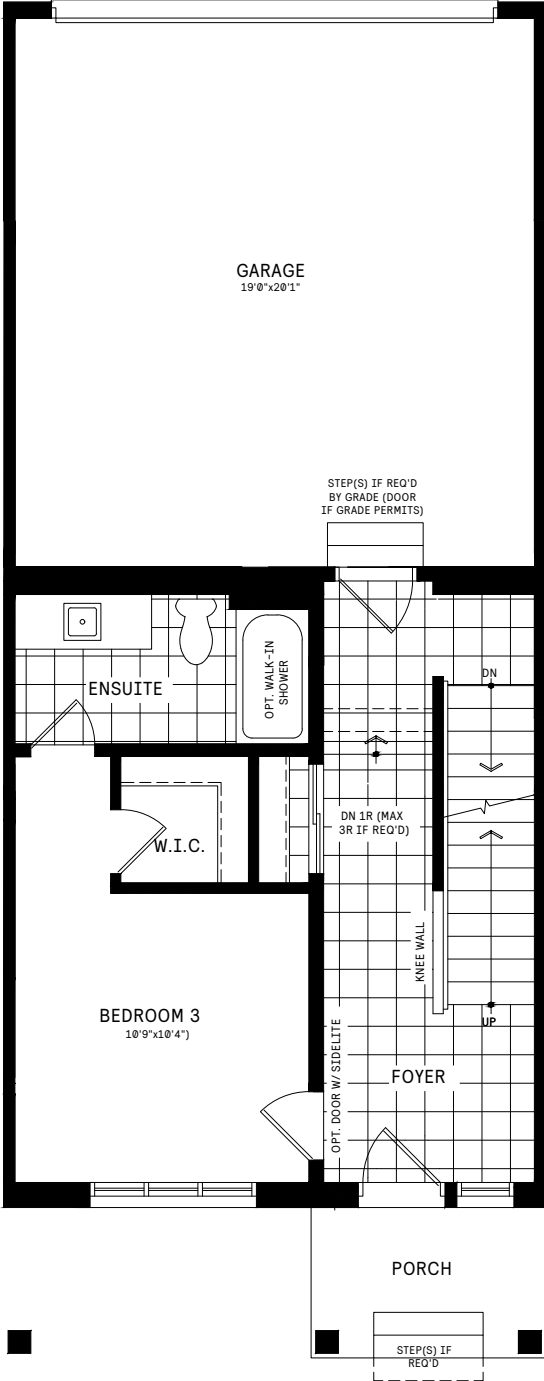 GARAGE
19'0"x20'1"
STEP(S) IF REQ'D
BY GRADE (DOOR
IF GRADE PERMITS)
ENSUITE
OPT. WALK-IN
SHOWER
DN
DN 1R (MAX
3R IF REQ'D)
W.I.C.
KNEE WALL
BEDROOM 3
10'9"x10'4")
UP
OPT. DOOR W/ SIDELITE
FOYER
PORCH
STEP(S) IF
REQ'D